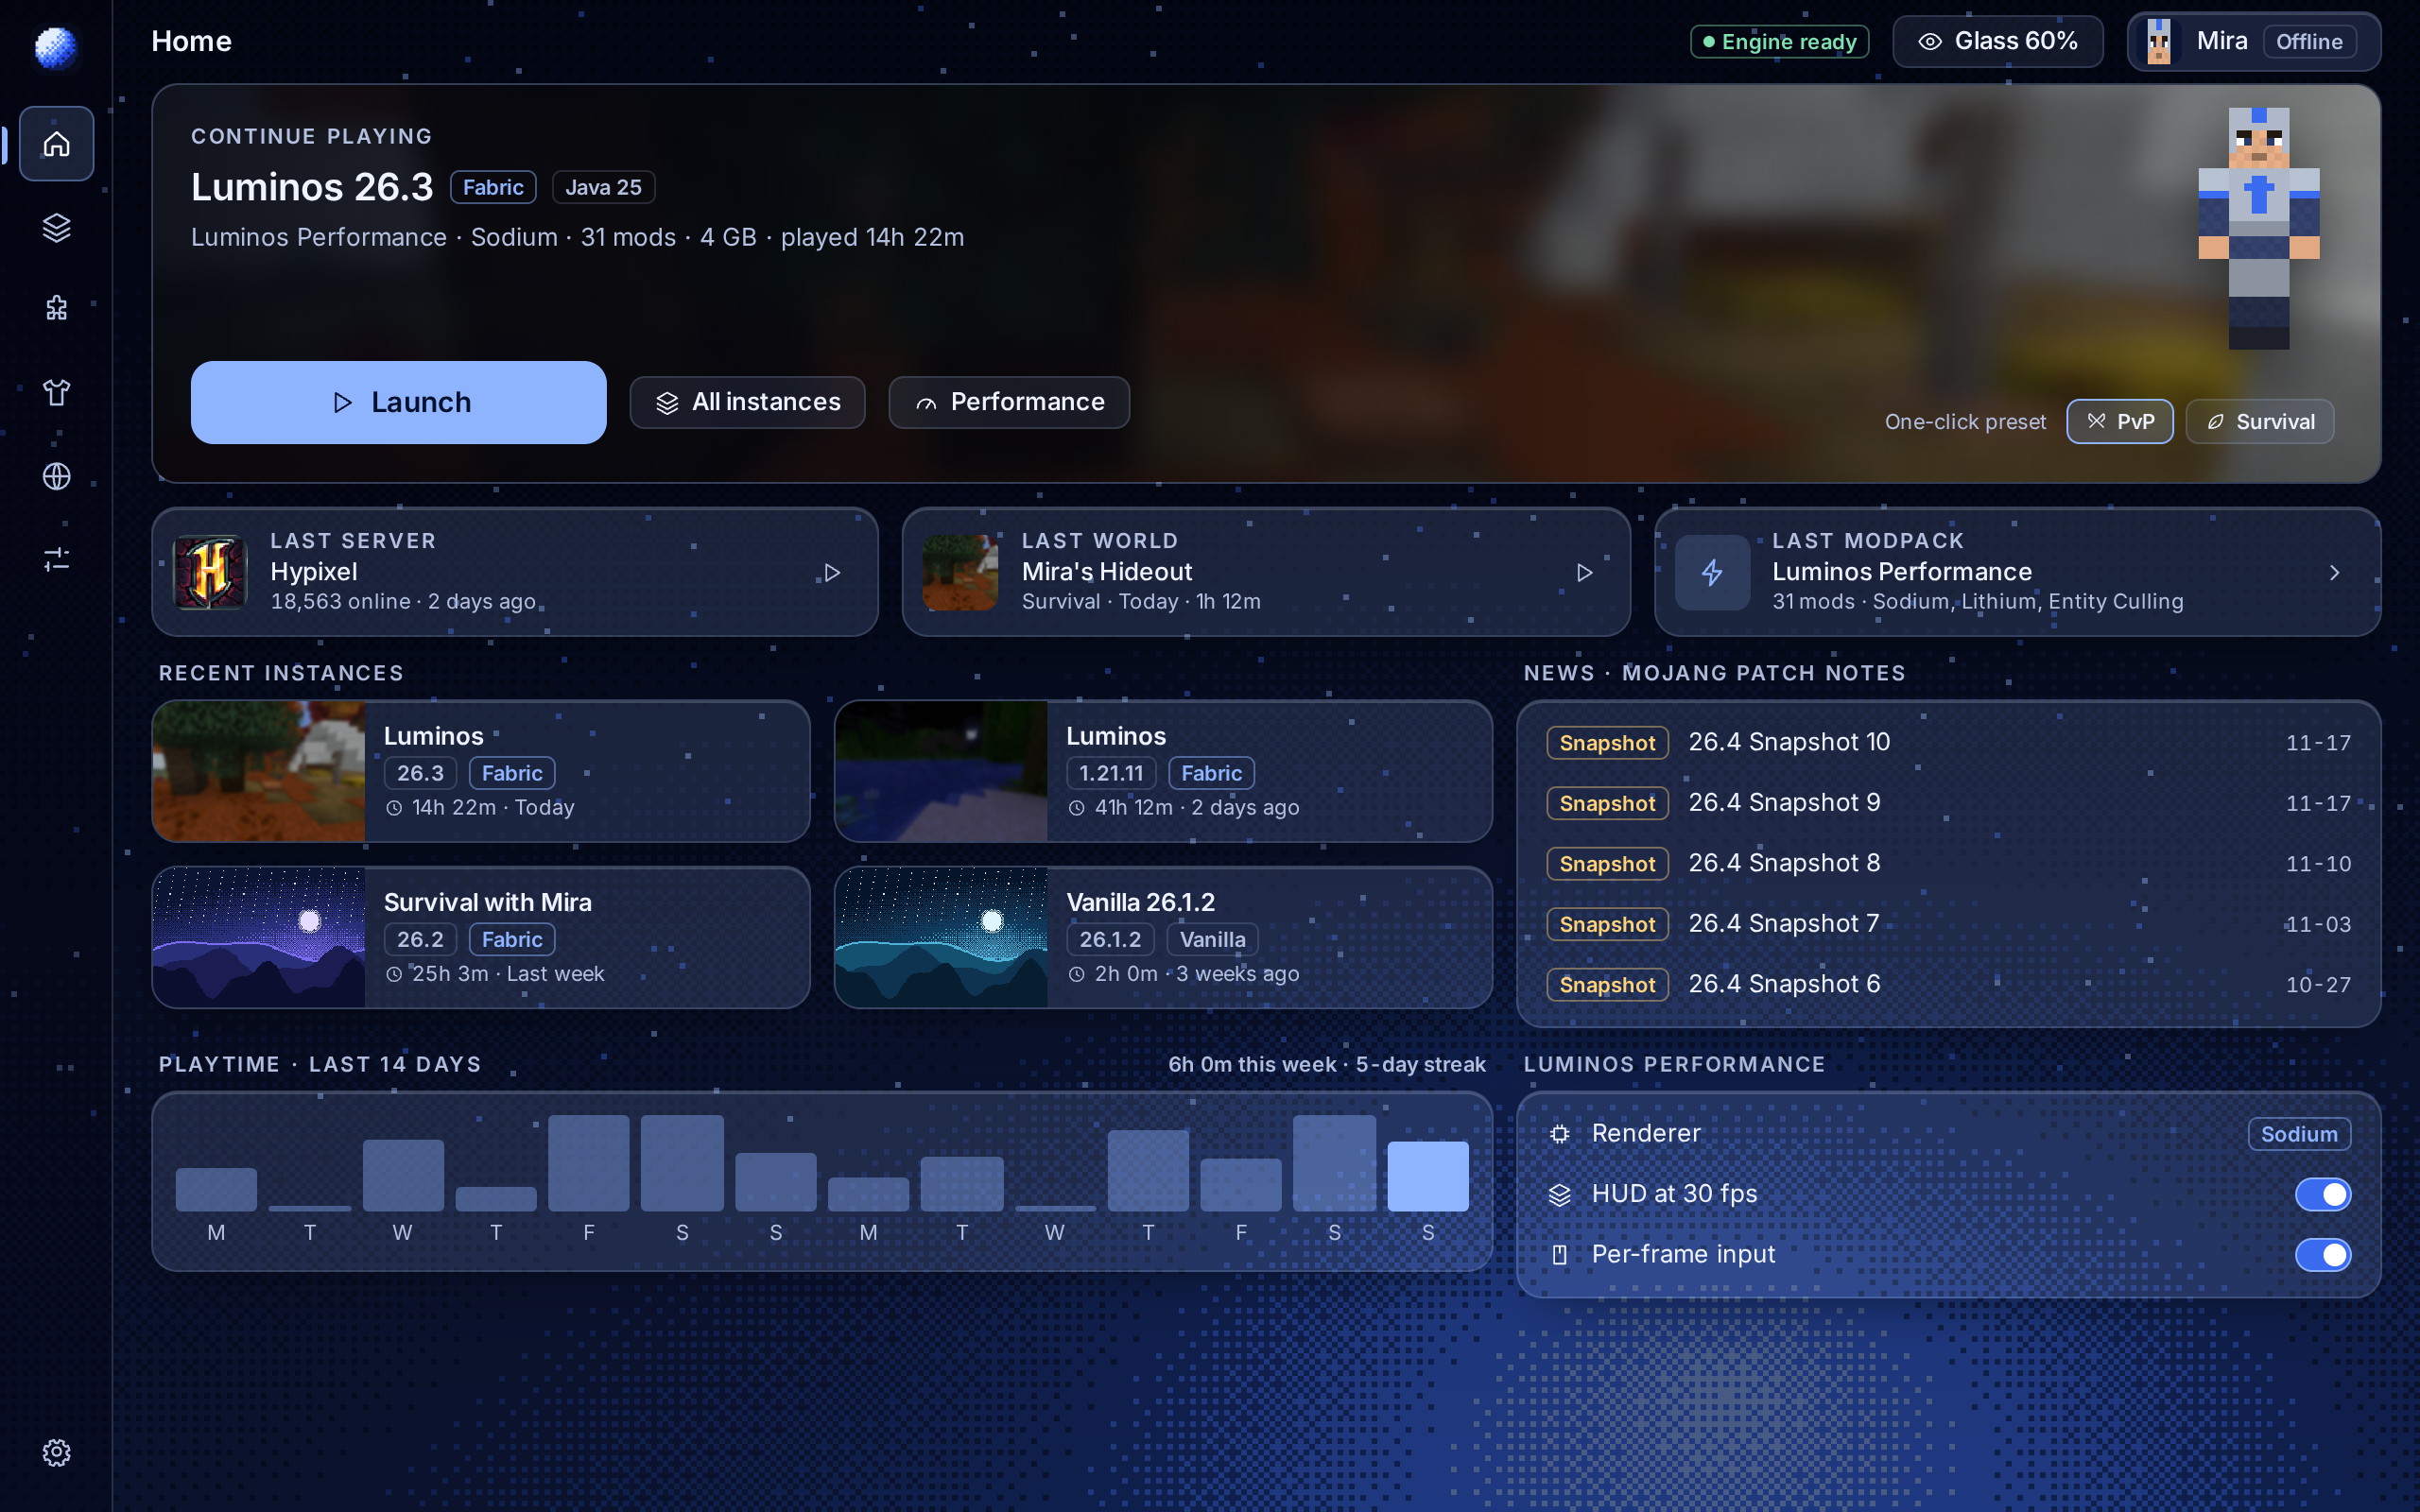 Home
Engine ready
Glass 60%
Mira
Offline
CONTINUE PLAYING
Luminos 26.3
Fabric
Java 25
Luminos Performance · Sodium · 31 mods · 4 GB · played 14h 22m
Launch
All instances
Performance
One-click preset
PvP
Survival
LAST SERVER
Hypixel
18,563 online · 2 days ago
LAST WORLD
Mira's Hideout
Survival · Today · 1h 12m
LAST MODPACK
Luminos Performance
31 mods · Sodium, Lithium, Entity Culling
RECENT INSTANCES
Luminos
26.3
Fabric
14h 22m · Today
Luminos
1.21.11
Fabric
41h 12m · 2 days ago
Survival with Mira
26.2
Fabric
25h 3m · Last week
Vanilla 26.1.2
26.1.2
Vanilla
2h 0m · 3 weeks ago
NEWS · MOJANG PATCH NOTES
Snapshot 26.4 Snapshot 10 11-17
Snapshot 26.4 Snapshot 9 11-17
Snapshot 26.4 Snapshot 8 11-10
Snapshot 26.4 Snapshot 7 11-03
Snapshot 26.4 Snapshot 6 10-27
PLAYTIME · LAST 14 DAYS
6h 0m this week · 5-day streak
M T W T F S S M T W T F S S
LUMINOS PERFORMANCE
Renderer
Sodium
HUD at 30 fps
Per-frame input